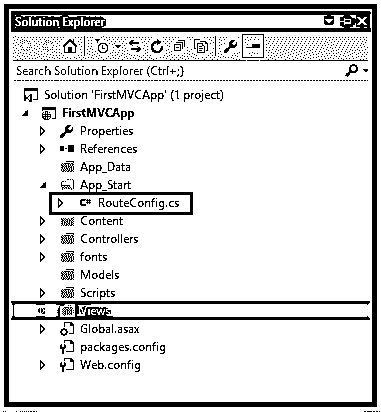 Solution Explorer
Search Solution Explorer (Ctrl+;)
Solution 'FirstMVCApp' (1 project)
FirstMVCApp
Properties
References
App_Data
App_Start
C# RouteConfig.cs
Content
Controllers
fonts
Models
Scripts
Views
Global.asax
packages.config
Web.config